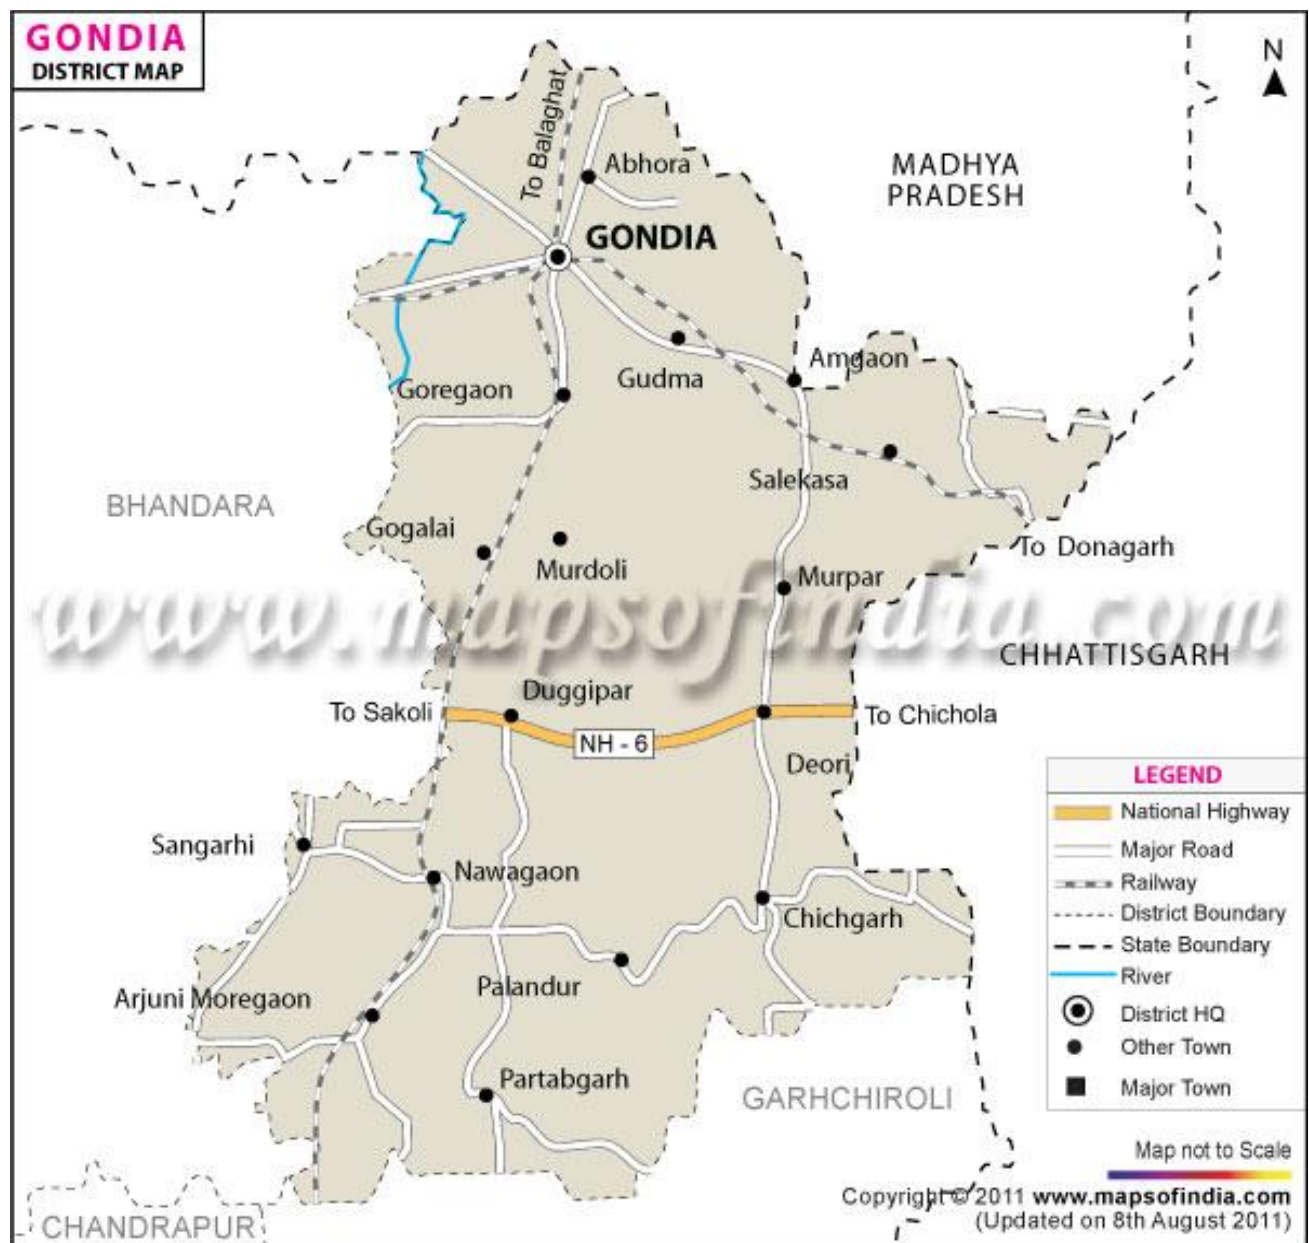 GONDIA
DISTRICT MAP
N
To Balaghat
Abhora
MADHYA
PRADESH
GONDIA
Amgaon
Gudma
Goregaon
Salekasa
BHANDARA
Gogalai
To Donagarh
Murdoli
Murpar
www.mapsofindia.com
CHHATTISGARH
Duggipar
To Sakoli
To Chichola
NH - 6
Deori
LEGEND
National Highway
Major Road
Railway
District Boundary
State Boundary
River
District HQ
Other Town
Major Town
Sangarhi
Nawagaon
Chichgarh
Palandur
Arjuni Moregaon
Partabgarh
GARHCHIROLI
Map not to Scale
Copyright © 2011 www.mapsofindia.com
(Updated on 8th August 2011)
CHANDRAPUR